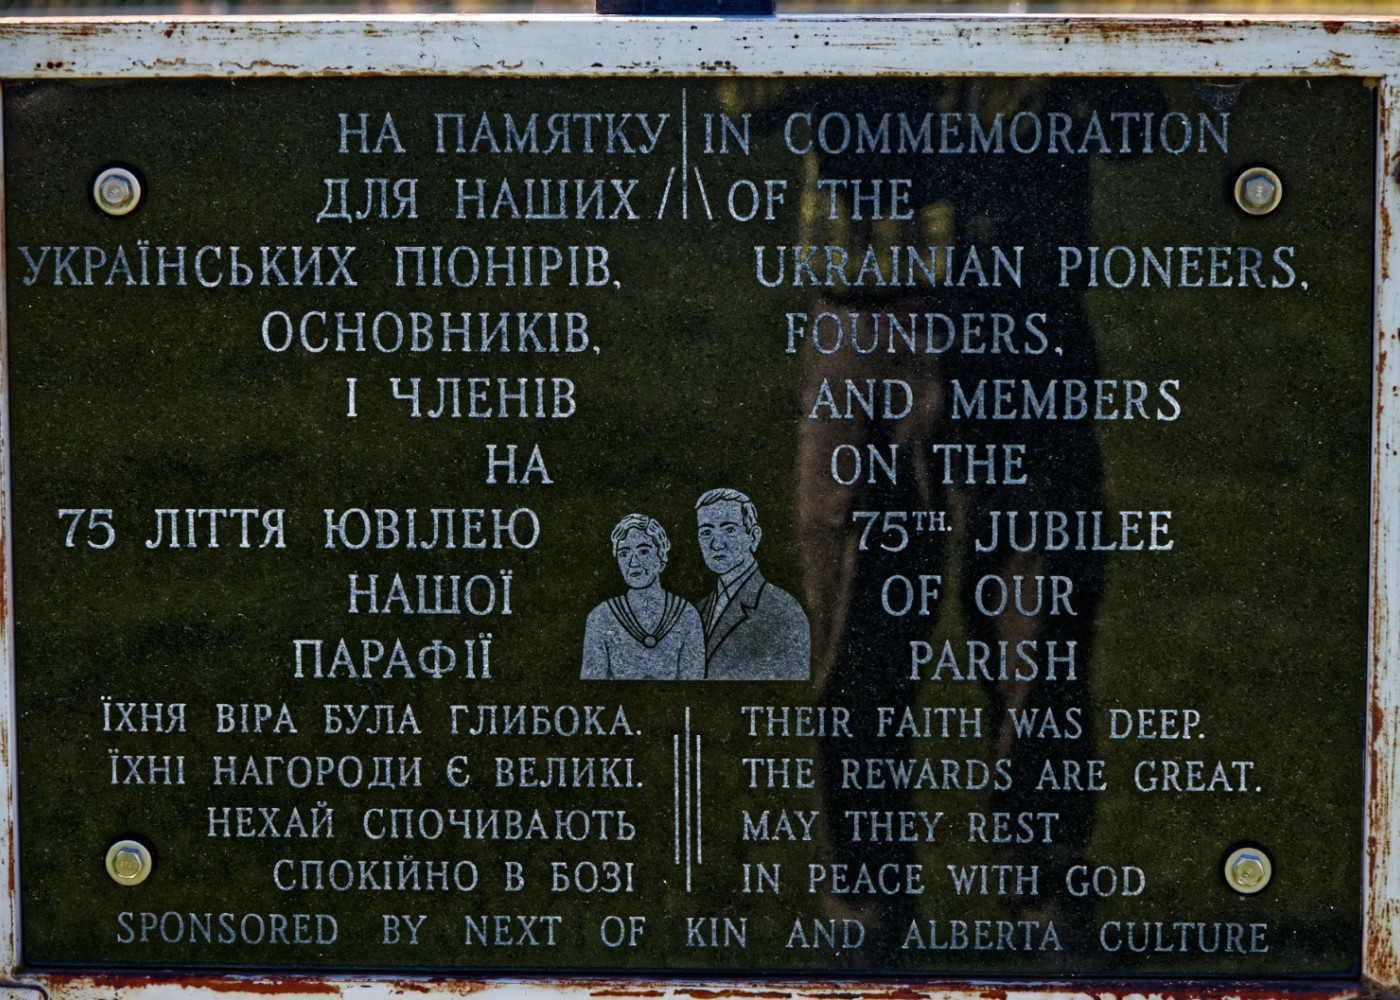 НА ПАМЯТКУ
ДЛЯ НАШИХ
УКРАЇНСЬКИХ ПІОНІРІВ,
ОСНОВНИКІВ,
І ЧЛЕНІВ
НА
75 ЛІТТЯ ЮВІЛЕЮ
НАШОЇ
ПАРАФІЇ
ЇХНЯ ВІРА БУЛА ГЛИБОКА.
ЇХНІ НАГОРОДИ Є ВЕЛИКІ.
НЕХАЙ СПОЧИВАЮТЬ
СПОКІЙНО В БОЗІ
IN COMMEMORATION
OF THE
UKRAINIAN PIONEERS,
FOUNDERS,
AND MEMBERS
ON THE
75TH. JUBILEE
OF OUR
PARISH
THEIR FAITH WAS DEEP.
THE REWARDS ARE GREAT.
MAY THEY REST
IN PEACE WITH GOD
SPONSORED BY NEXT OF KIN AND ALBERTA CULTURE